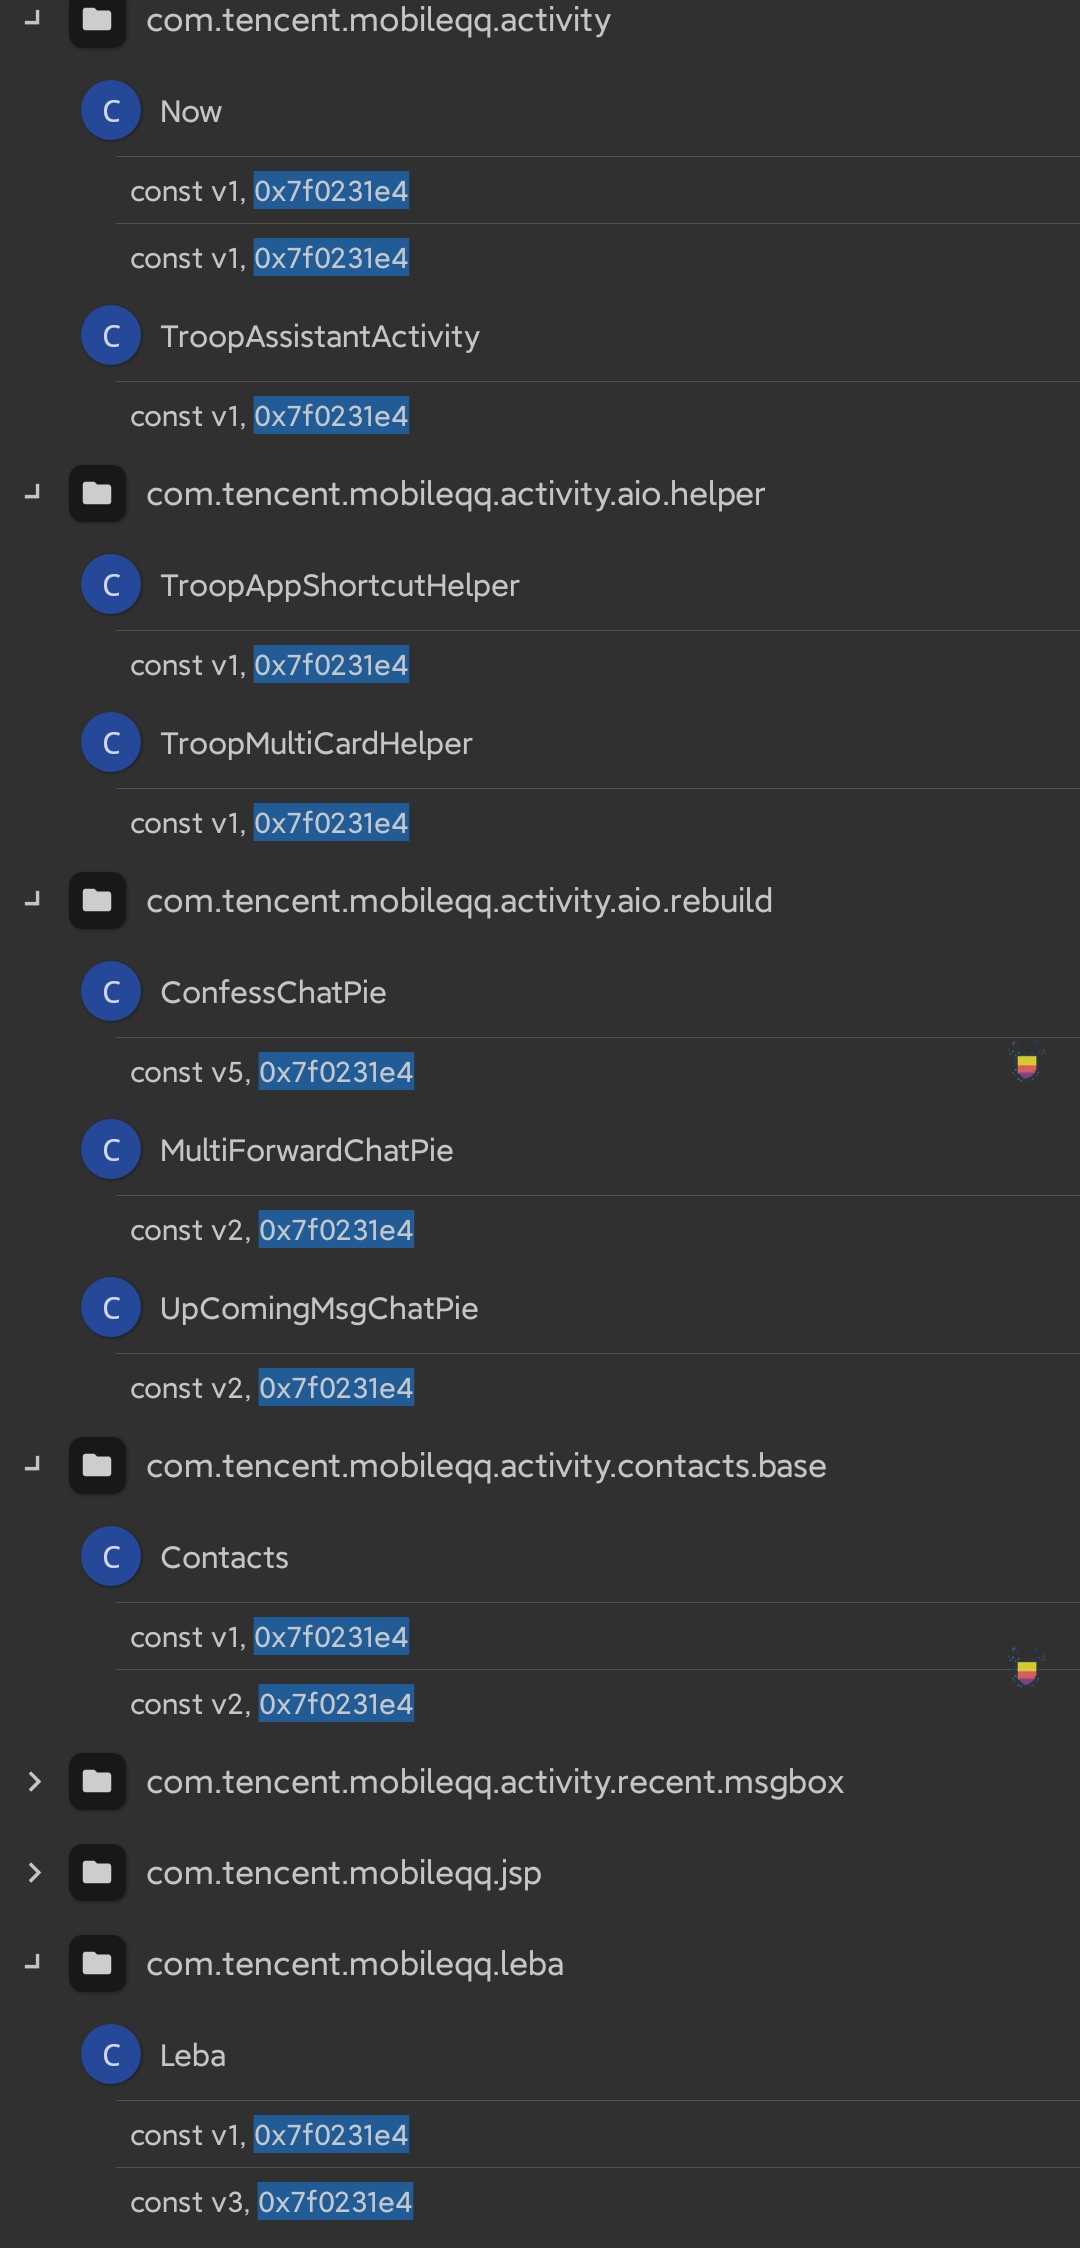 com.tencent.mobileqq.activity
C Now
const v1, 0x7f0231e4
const v1, 0x7f0231e4
C TroopAssistantActivity
const v1, 0x7f0231e4
com.tencent.mobileqq.activity.aio.helper
C TroopAppShortcutHelper
const v1, 0x7f0231e4
C TroopMultiCardHelper
const v1, 0x7f0231e4
com.tencent.mobileqq.activity.aio.rebuild
C ConfessChatPie
const v5, 0x7f0231e4
C MultiForwardChatPie
const v2, 0x7f0231e4
C UpComingMsgChatPie
const v2, 0x7f0231e4
com.tencent.mobileqq.activity.contacts.base
C Contacts
const v1, 0x7f0231e4
const v2, 0x7f0231e4
com.tencent.mobileqq.activity.recent.msgbox
com.tencent.mobileqq.jsp
com.tencent.mobileqq.leba
C Leba
const v1, 0x7f0231e4
const v3, 0x7f0231e4